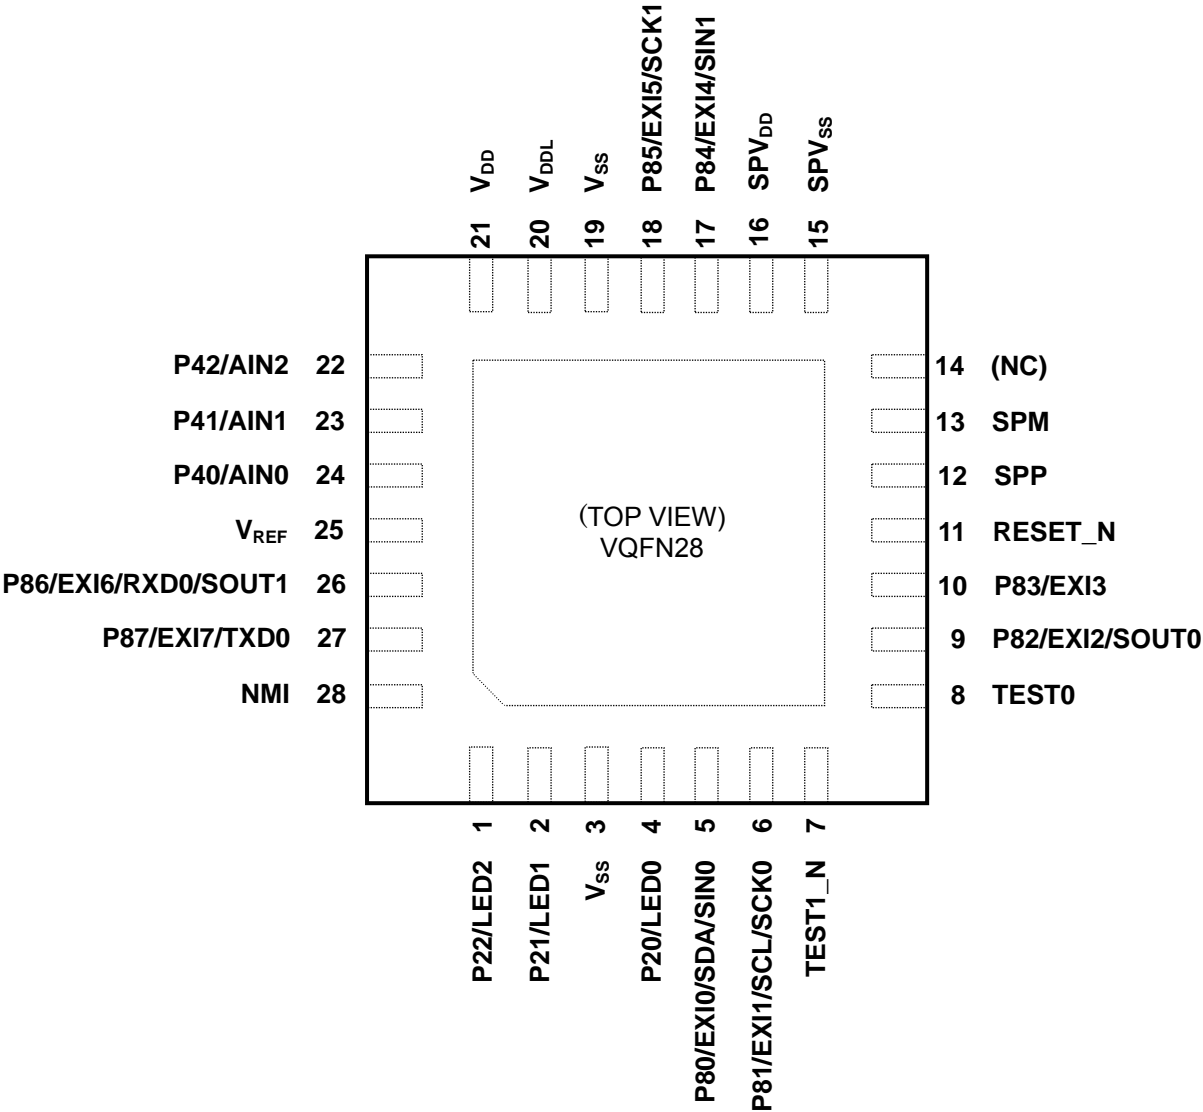 P85/EXI5/SCK1
P84/EXI4/SIN1
VDD
VDDL
VSS
SPVDD
SPVSS
21
20
19
18
17
16
15
P42/AIN2 22
P41/AIN1 23
P40/AIN0 24
VREF 25
P86/EXI6/RXD0/SOUT1 26
P87/EXI7/TXD0 27
NMI 28
(TOP VIEW)
VQFN28
14 (NC)
13 SPM
12 SPP
11 RESET_N
10 P83/EXI3
9 P82/EXI2/SOUT0
8 TEST0
1
2
3
4
5
6
7
P22/LED2
P21/LED1
VSS
P20/LED0
P80/EXI0/SDA/SIN0
P81/EXI1/SCL/SCK0
TEST1_N